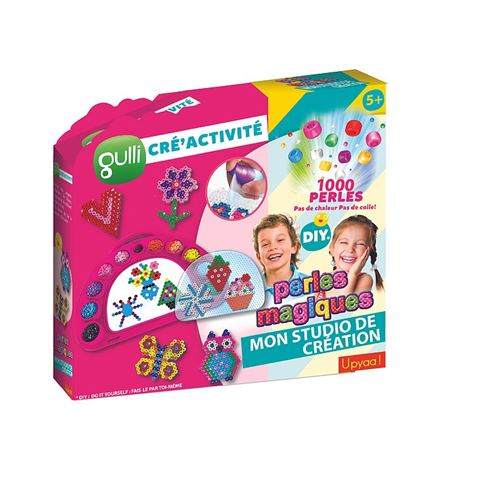 VITÉ
gulli
CRÉ'ACTIVITÉ
5+
1000
PERLES
Pas de chaleur Pas de colle!
DIY*
perles
magiques
MON STUDIO DE
CRÉATION
Upyaa!
* DIY : DO IT YOURSELF : FAIS LE PAR TOI-MÊME